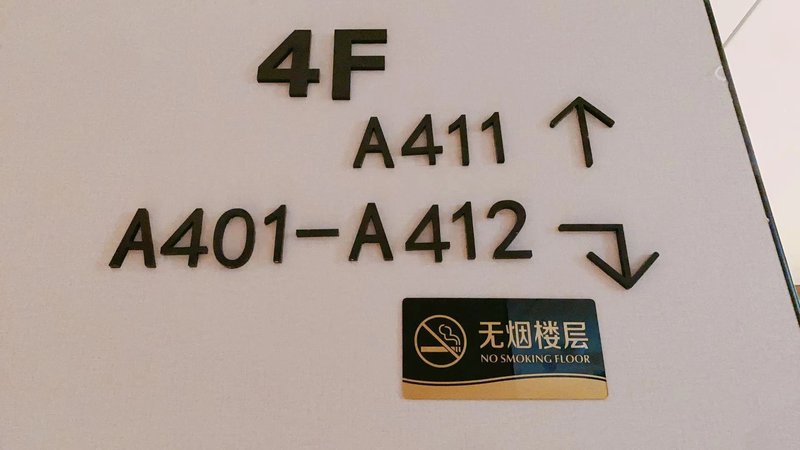 4F
A411
A401-A412
无烟楼层
NO SMOKING FLOOR